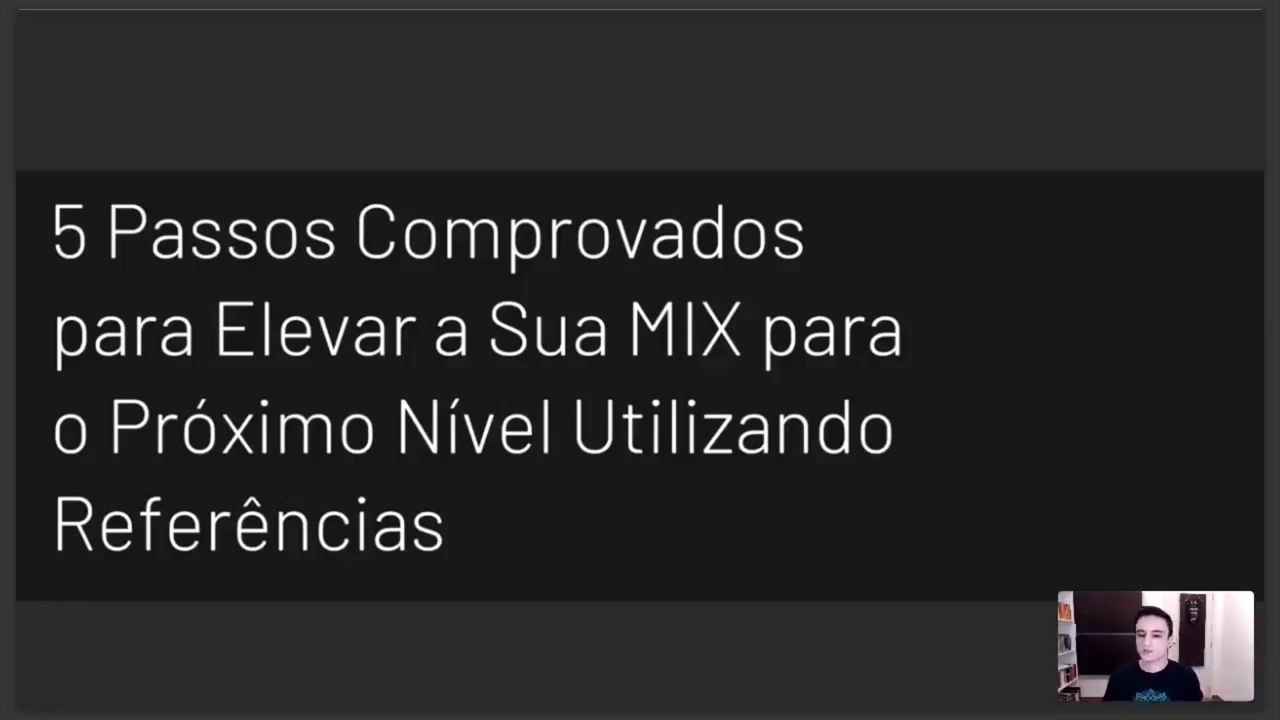 5 Passos Comprovados
para Elevar a Sua MIX para
o Próximo Nível Utilizando
Referências